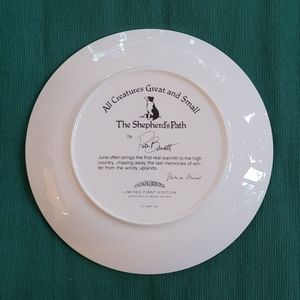 All Creatures Great and Small
The Shepherd's Path
by
June often brings the first real warmth to the high
country, chasing away the last memories of win-
ter from the windy uplands.
LIMITED FIRST EDITION